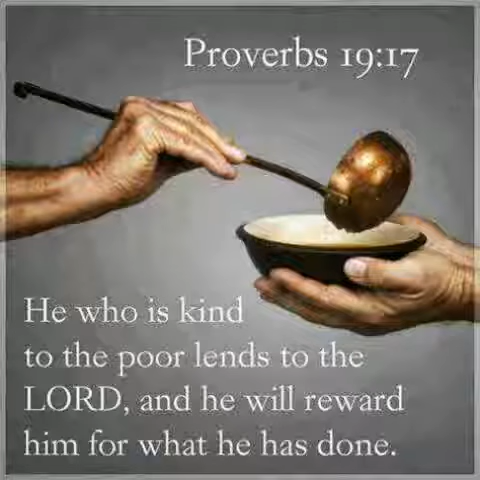 Proverbs 19:17
He who is kind
to the poor lends to the
LORD, and he will reward
him for what he has done.